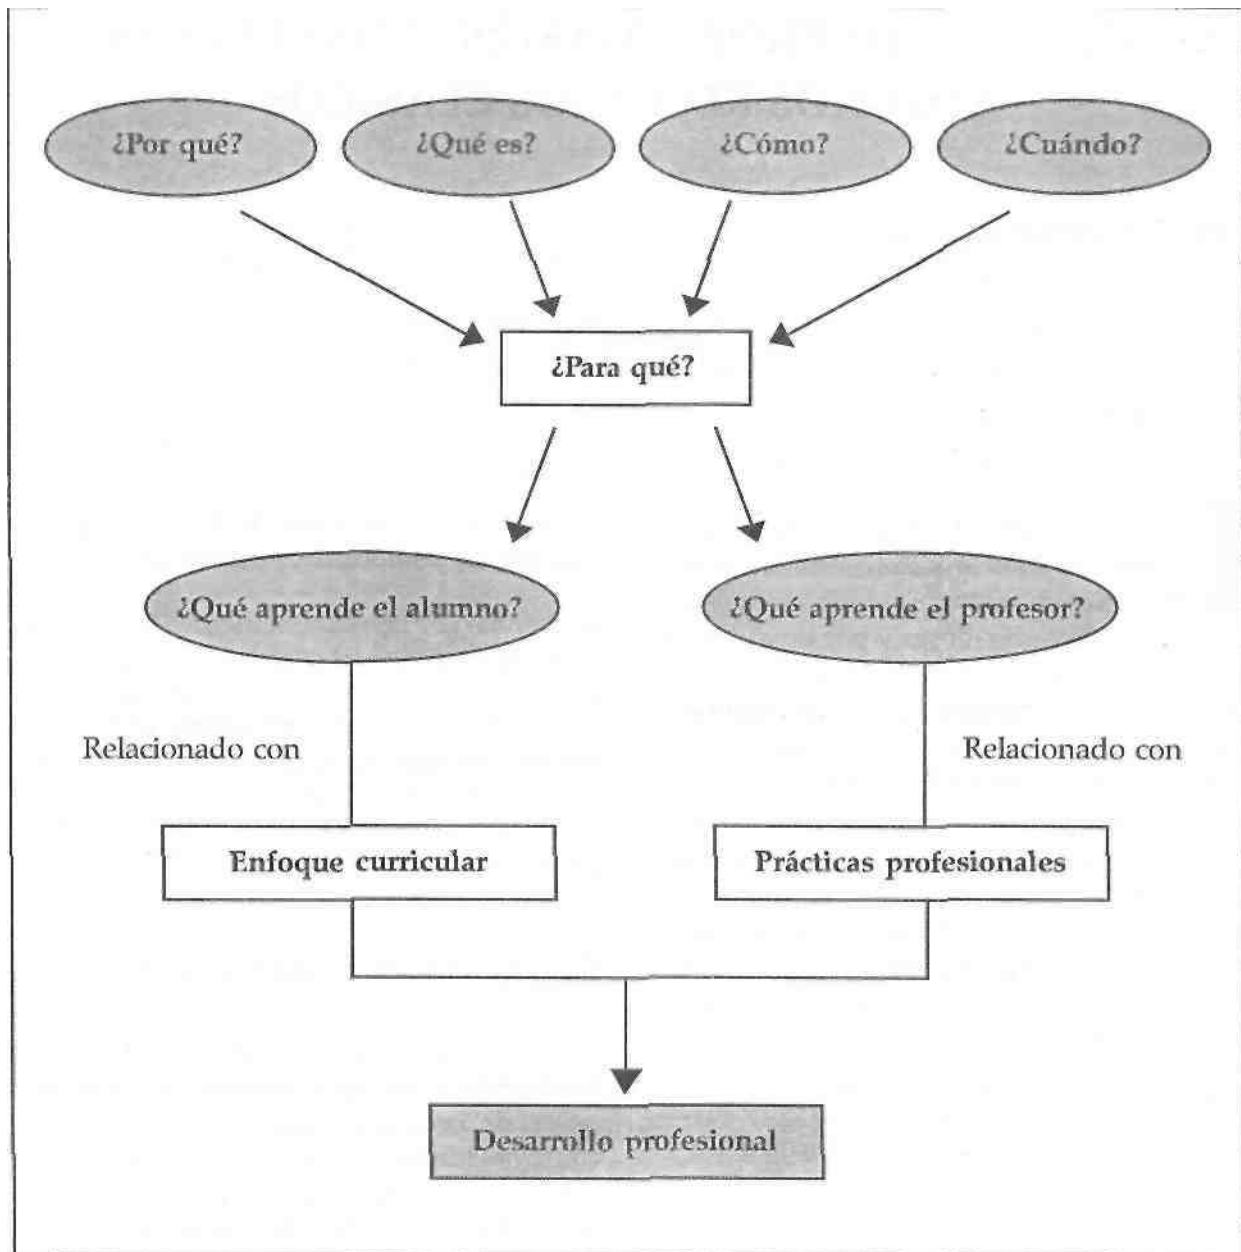 ¿Por qué?
¿Qué es?
¿Cómo?
¿Cuándo?
¿Para qué?
¿Qué aprende el alumno?
¿Qué aprende el profesor?
Relacionado con
Relacionado con
Enfoque curricular
Prácticas profesionales
Desarrollo profesional